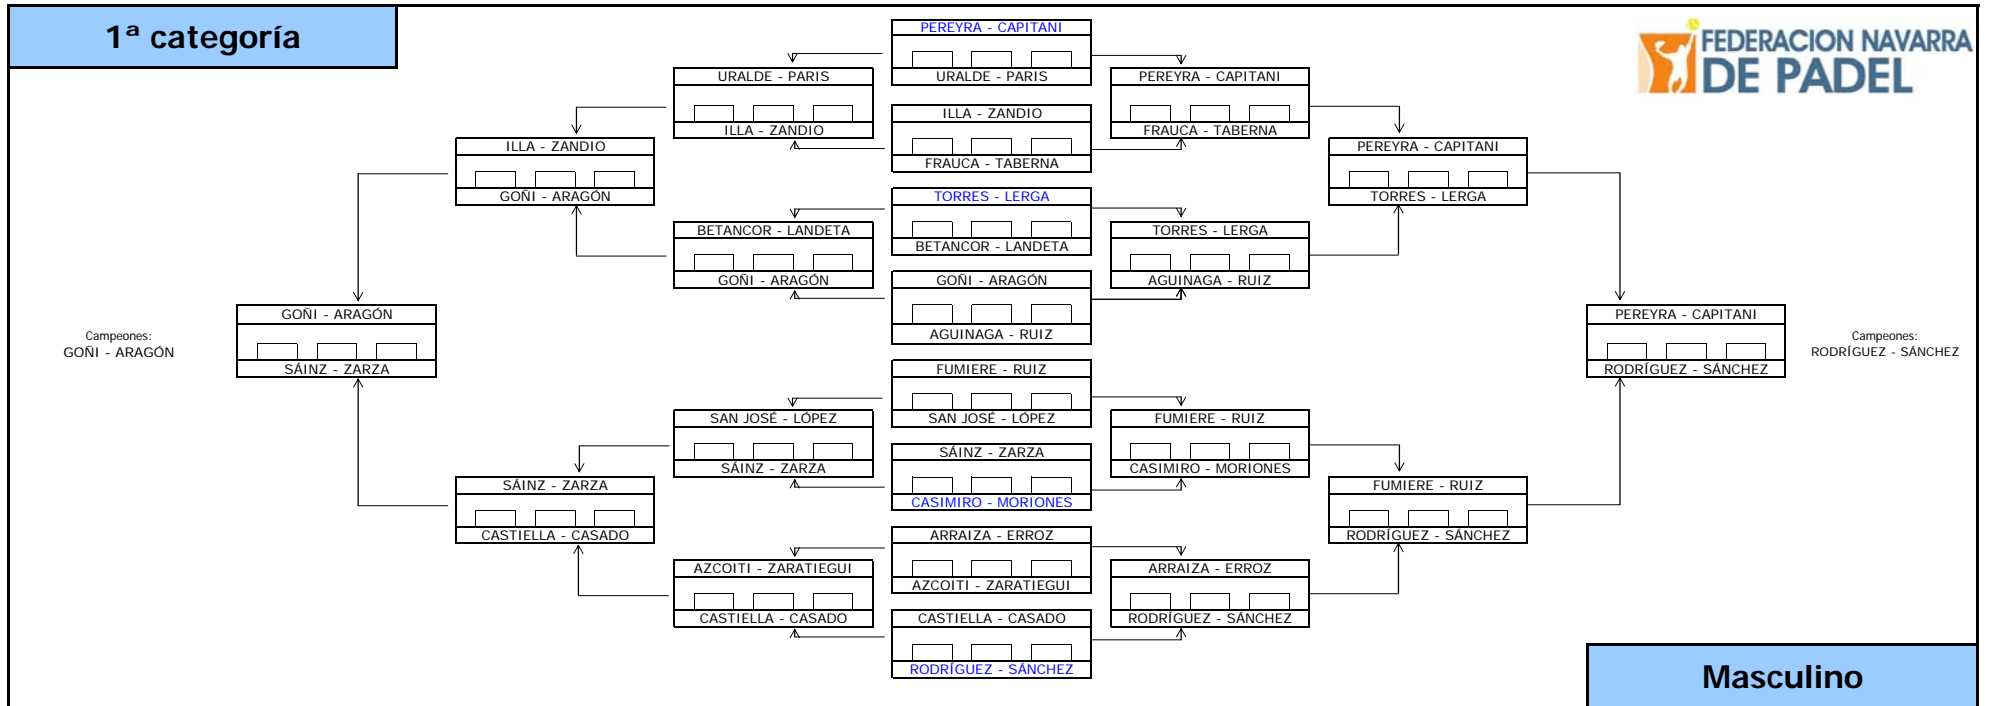 1ª categoría
FEDERACION NAVARRA
DE PADEL
Campeones:
GOÑI - ARAGÓN
GOÑI - ARAGÓN
SÁINZ - ZARZA
ILLA - ZANDIO
GOÑI - ARAGÓN
SÁINZ - ZARZA
CASTIELLA - CASADO
URALDE - PARIS
ILLA - ZANDIO
BETANCOR - LANDETA
GOÑI - ARAGÓN
SAN JOSÉ - LÓPEZ
SÁINZ - ZARZA
AZCOITI - ZARATIEGUI
CASTIELLA - CASADO
PEREYRA - CAPITANI
URALDE - PARIS
ILLA - ZANDIO
FRAUCA - TABERNA
TORRES - LERGA
BETANCOR - LANDETA
GOÑI - ARAGÓN
AGUINAGA - RUIZ
FUMIERE - RUIZ
SAN JOSÉ - LÓPEZ
SÁINZ - ZARZA
CASIMIRO - MORIONES
ARRAIZA - ERROZ
AZCOITI - ZARATIEGUI
CASTIELLA - CASADO
RODRÍGUEZ - SÁNCHEZ
PEREYRA - CAPITANI
FRAUCA - TABERNA
TORRES - LERGA
AGUINAGA - RUIZ
FUMIERE - RUIZ
CASIMIRO - MORIONES
ARRAIZA - ERROZ
RODRÍGUEZ - SÁNCHEZ
PEREYRA - CAPITANI
TORRES - LERGA
FUMIERE - RUIZ
RODRÍGUEZ - SÁNCHEZ
PEREYRA - CAPITANI
RODRÍGUEZ - SÁNCHEZ
Campeones:
RODRÍGUEZ - SÁNCHEZ
Masculino